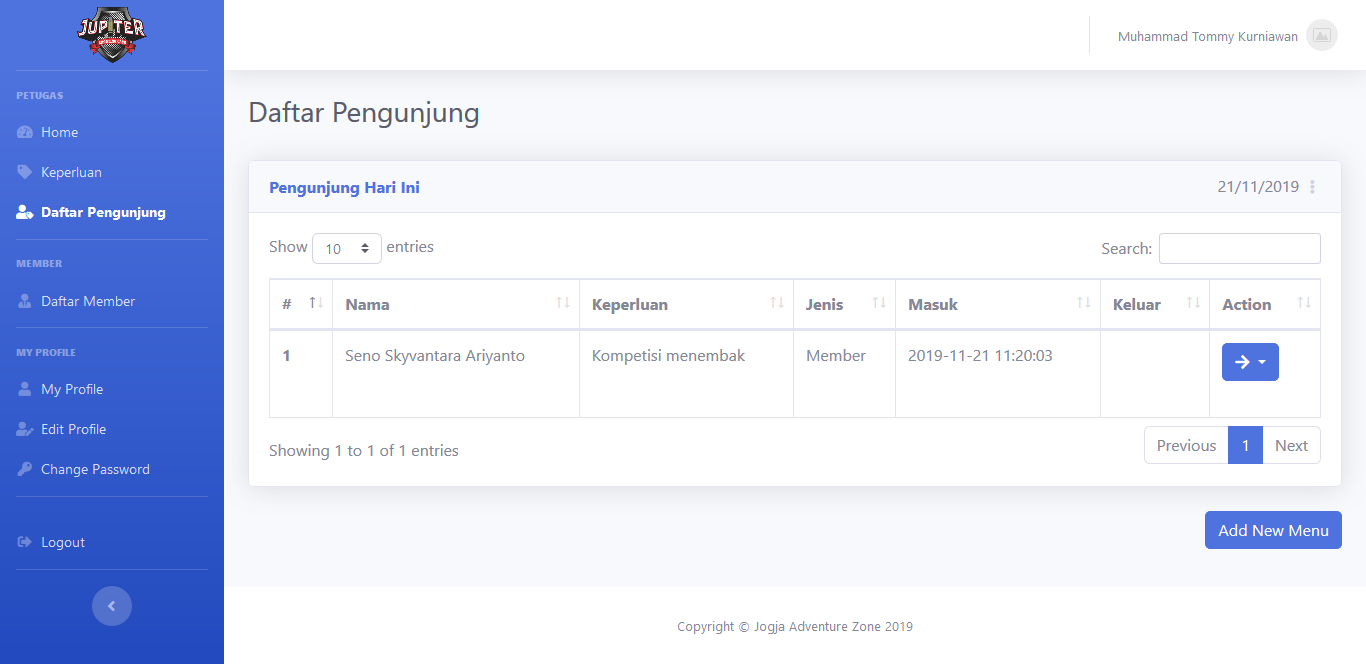 JUPITER
Muhammad Tommy Kurniawan
PETUGAS
Home
Keperluan
Daftar Pengunjung
MEMBER
Daftar Member
MY PROFILE
My Profile
Edit Profile
Change Password
Logout
Daftar Pengunjung
Pengunjung Hari Ini 21/11/2019
Show 10 entries Search:
# Nama Keperluan Jenis Masuk Keluar Action
1 Seno Skyvantara Ariyanto Kompetisi menembak Member 2019-11-21 11:20:03
Showing 1 to 1 of 1 entries Previous 1 Next
Add New Menu
Copyright © Jogja Adventure Zone 2019